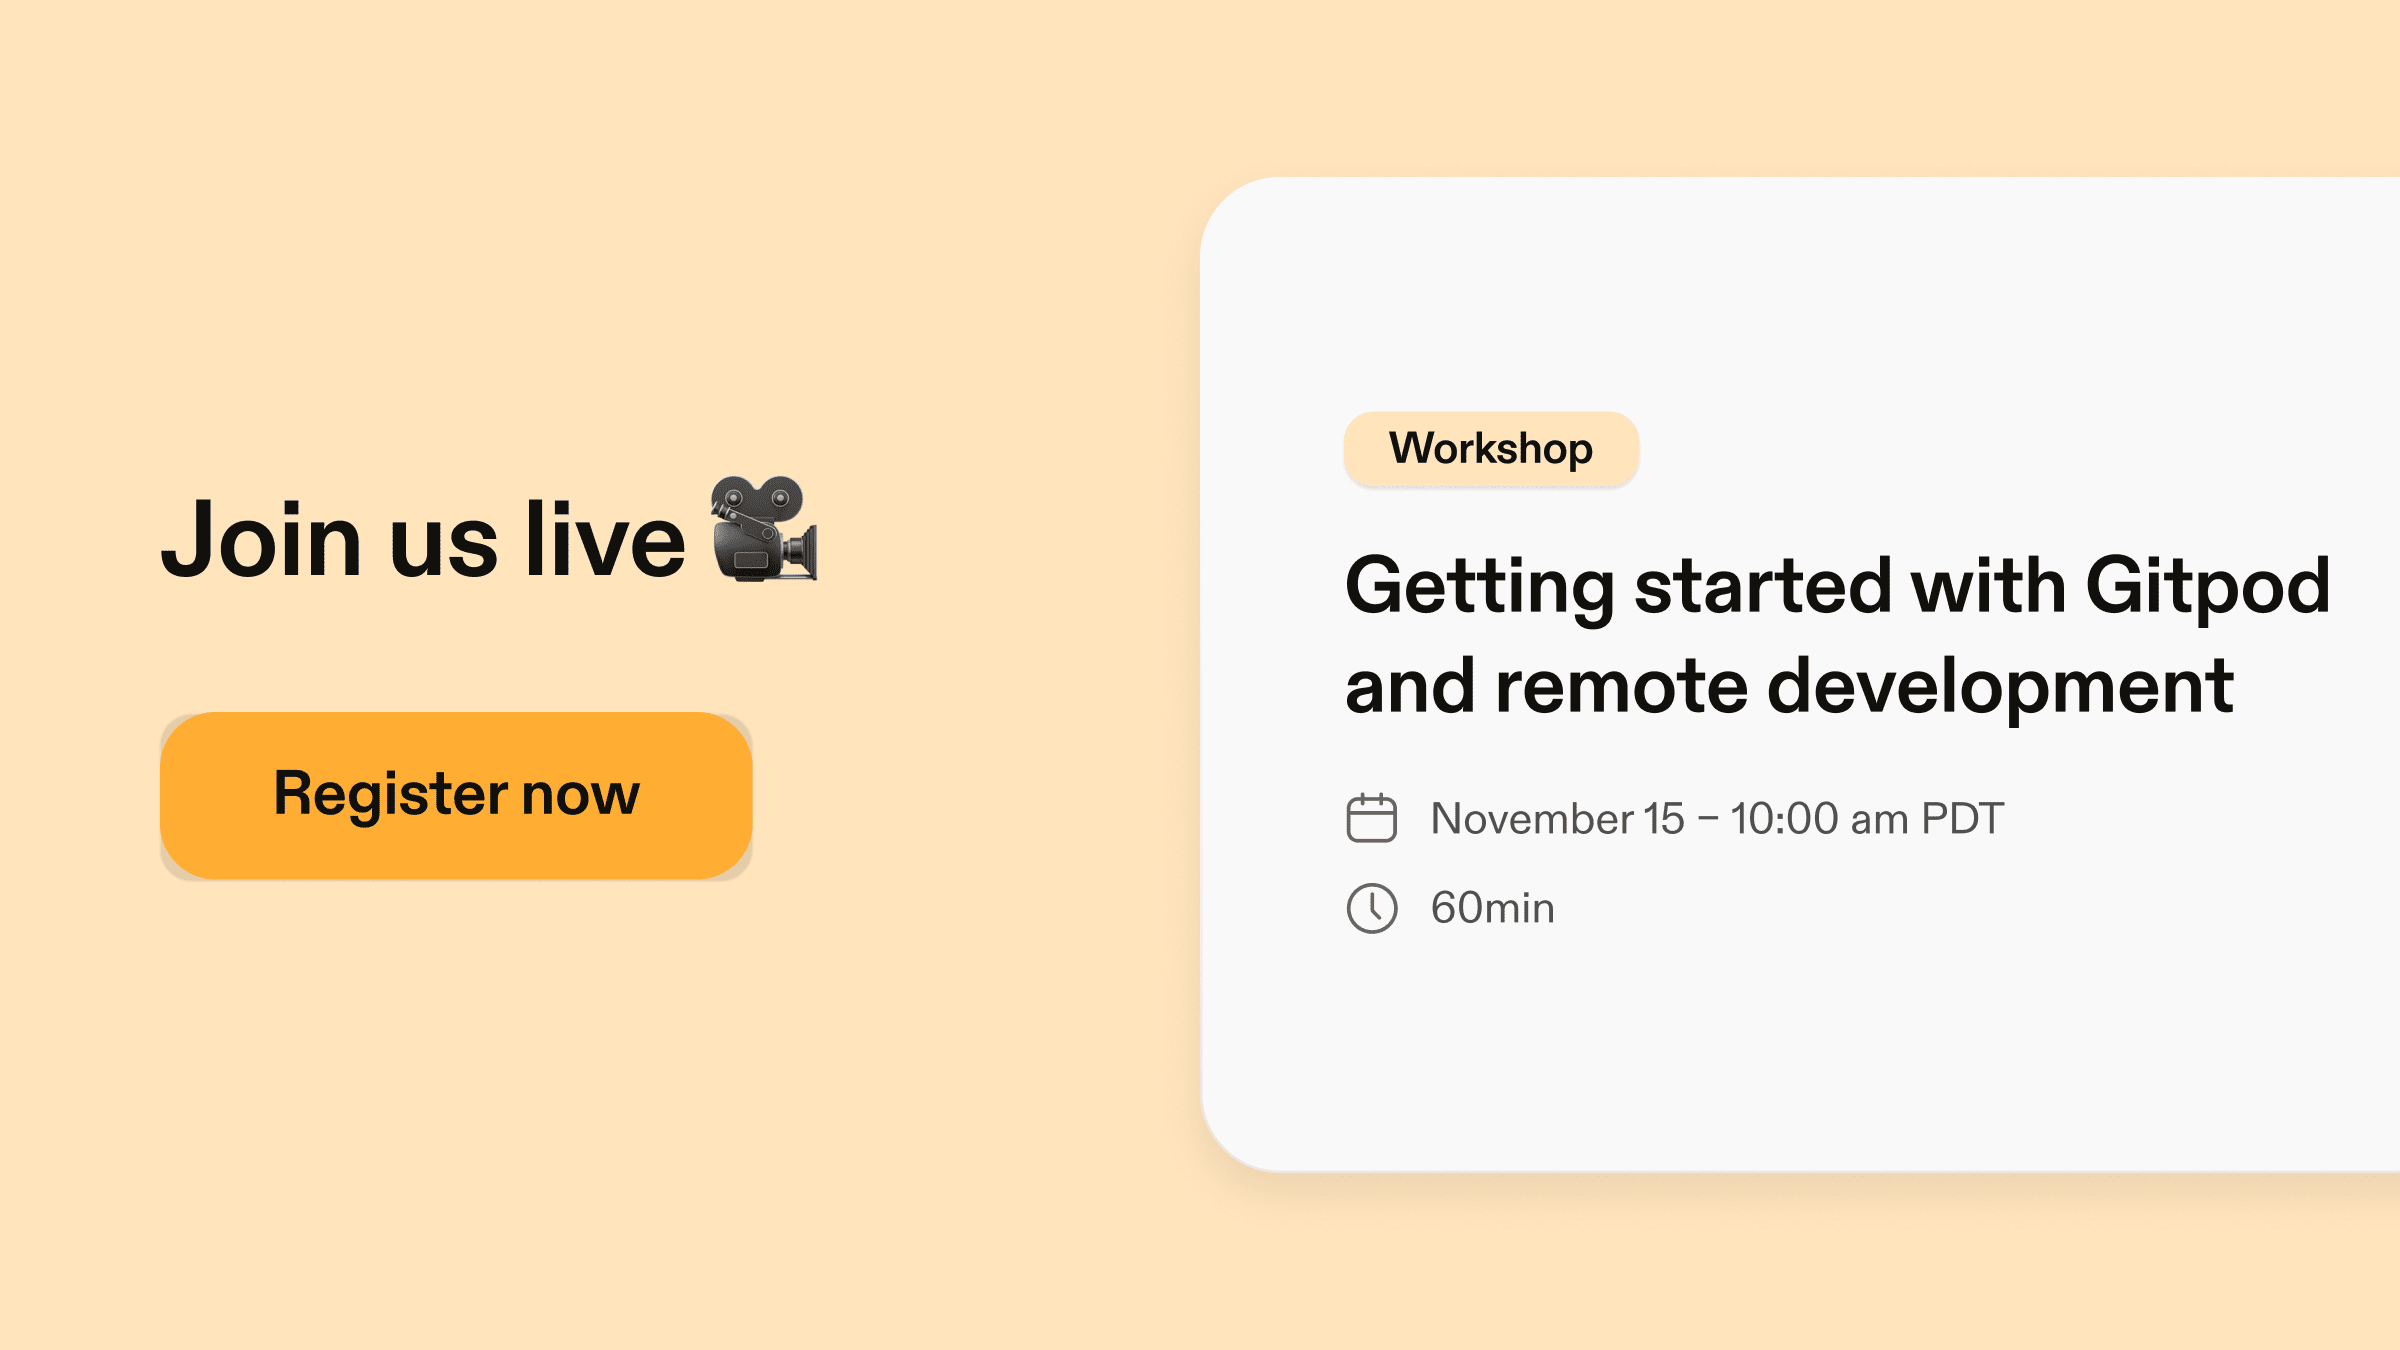 Join us live
Register now
Workshop
Getting started with Gitpod
and remote development
November 15 – 10:00 am PDT
60min